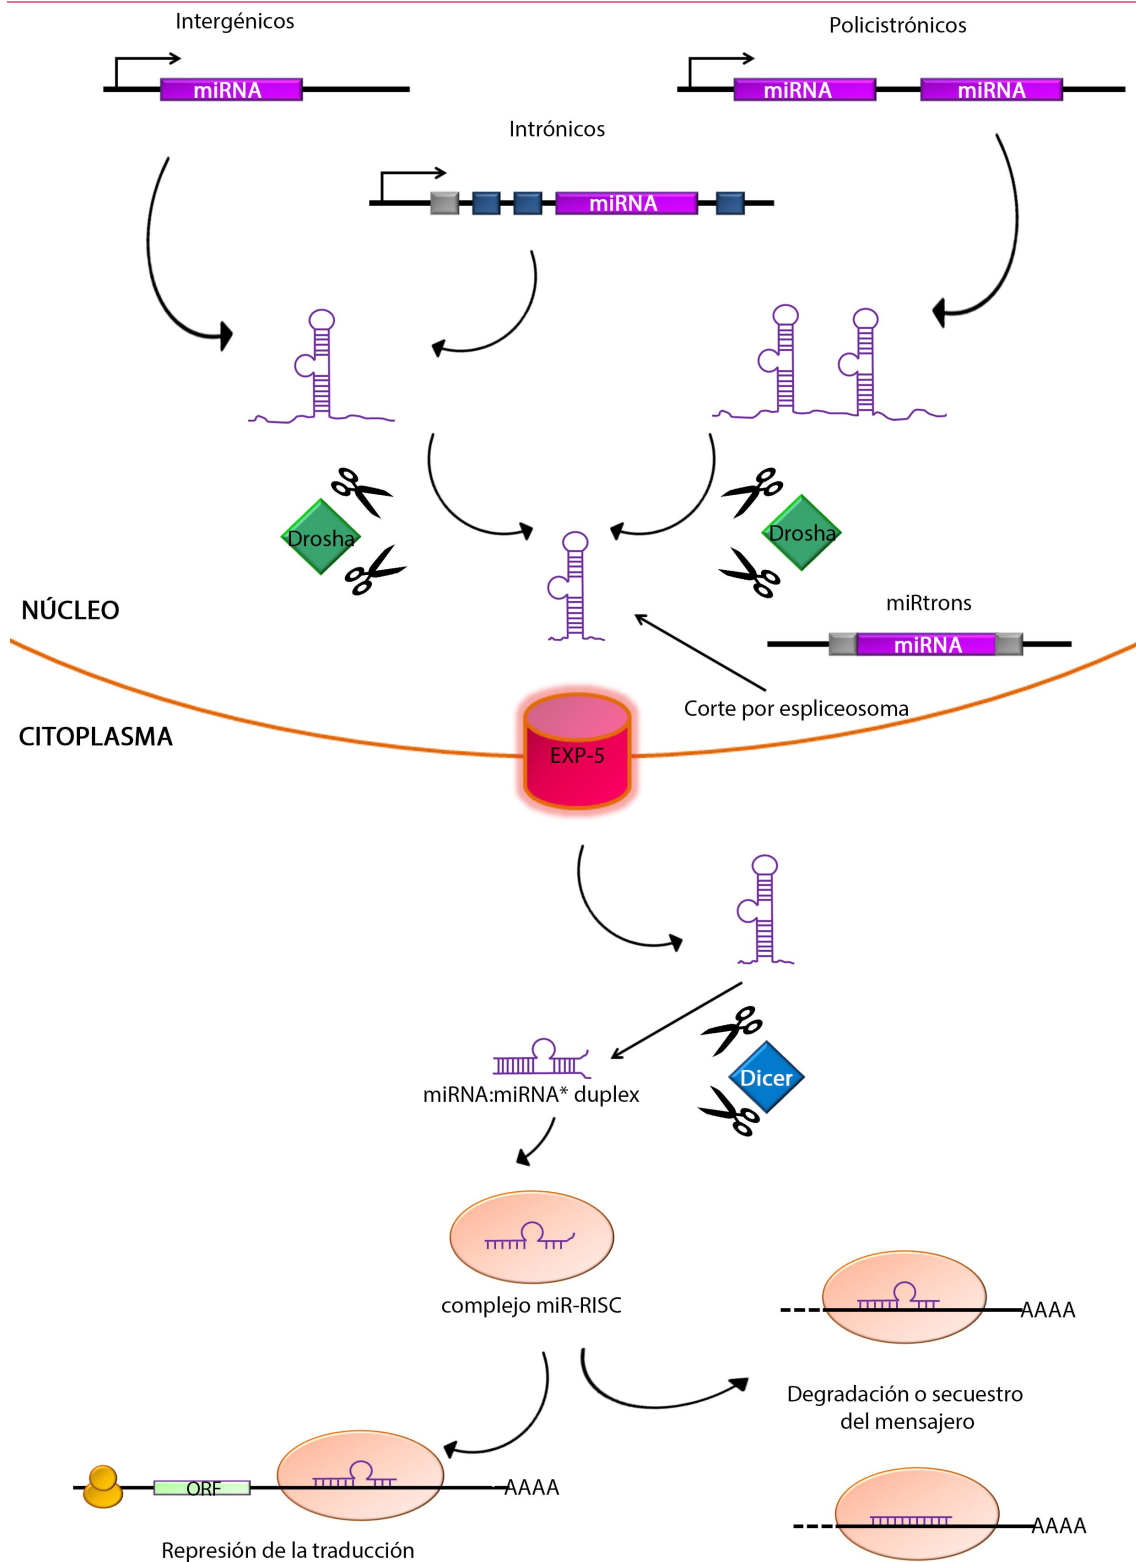 Intergénicos
Policistrónicos
miRNA
miRNA
miRNA
Intrónicos
miRNA
Drosha
Drosha
miRtrons
NÚCLEO
miRNA
Corte por espliceosoma
CITOPLASMA
EXP-5
Dicer
miRNA:miRNA* duplex
complejo miR-RISC
AAAA
Degradación o secuestro
del mensajero
ORF
AAAA
AAAA
Represión de la traducción